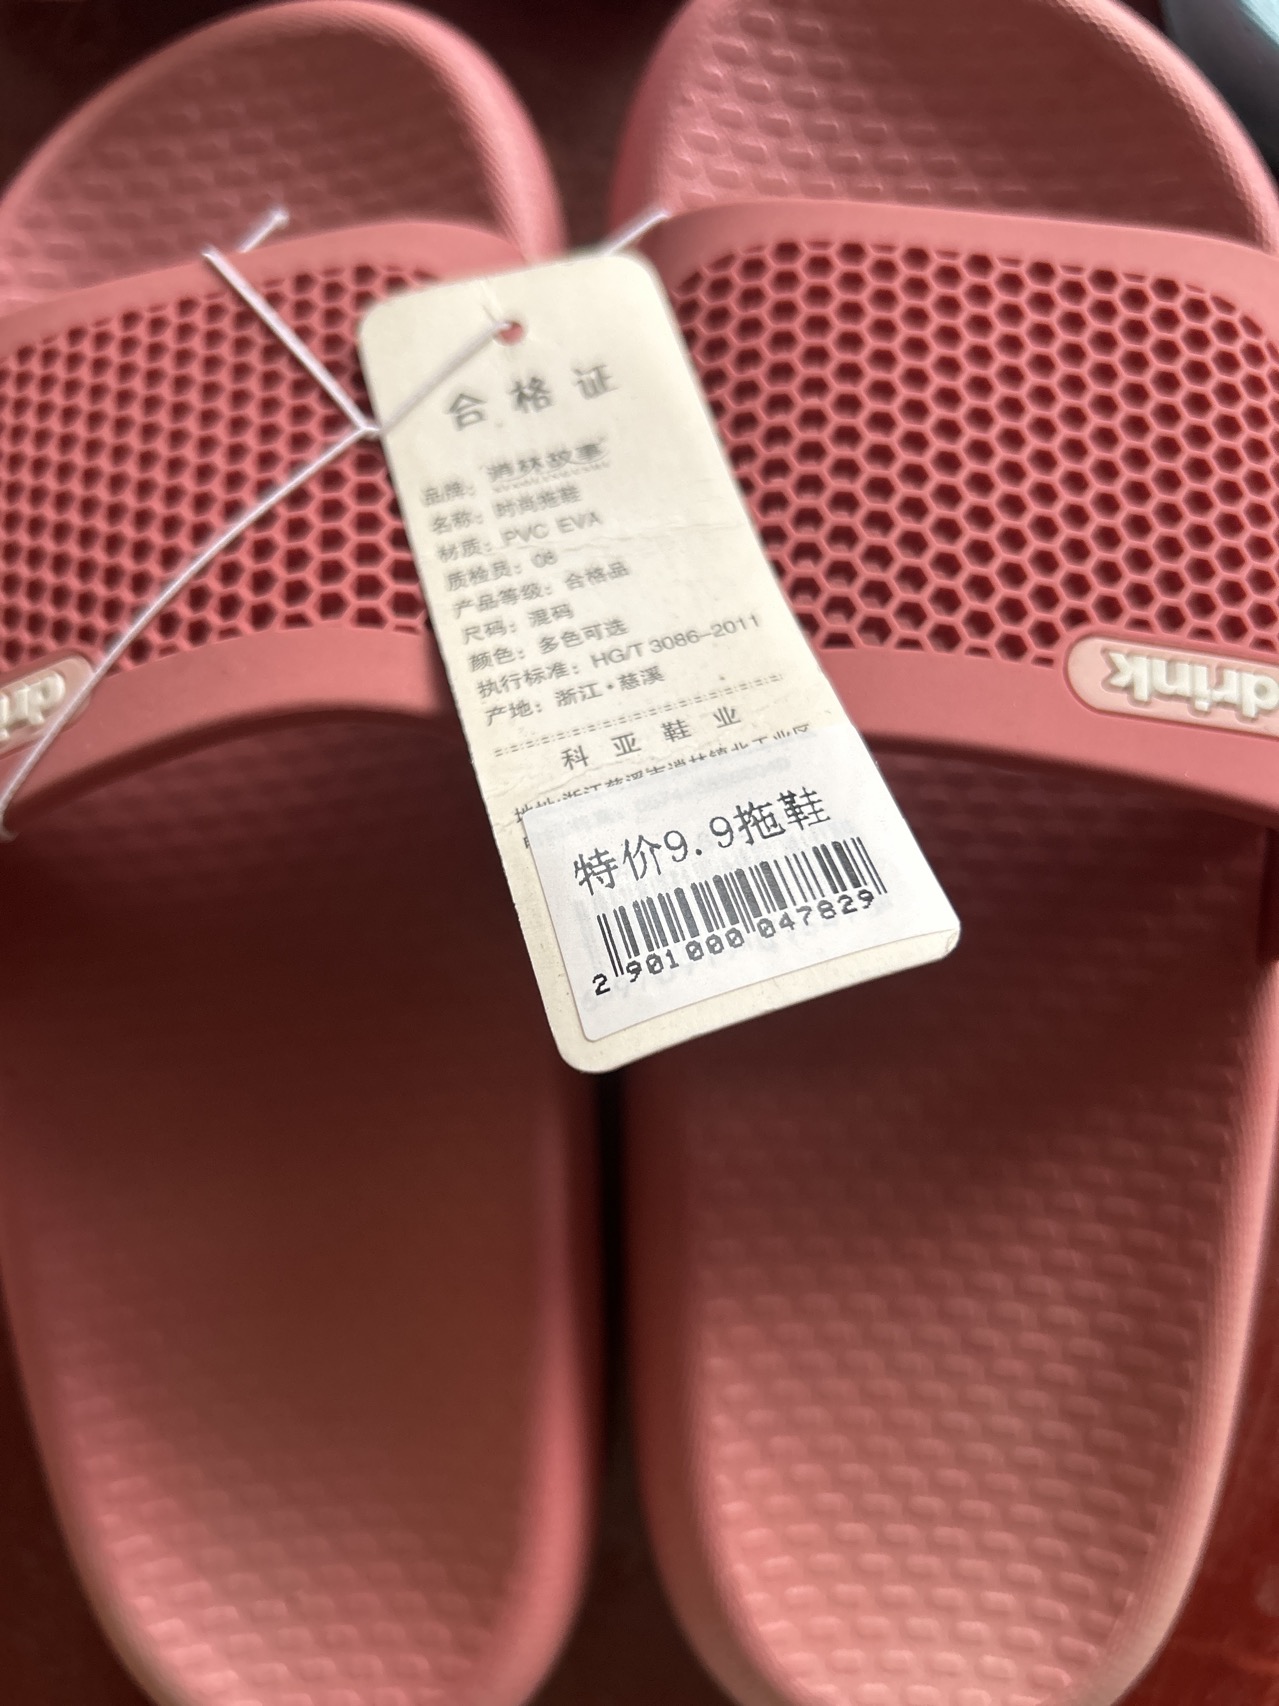 合格证
品牌：
名称：时尚拖鞋
材质：PVC EVA
质检员：08
产品等级：合格品
尺码：混码
颜色：多色可选
执行标准：HG/T 3086-2011
产地：浙江·慈溪
科亚鞋业
特价9.9拖鞋
2 901000 047829
drink